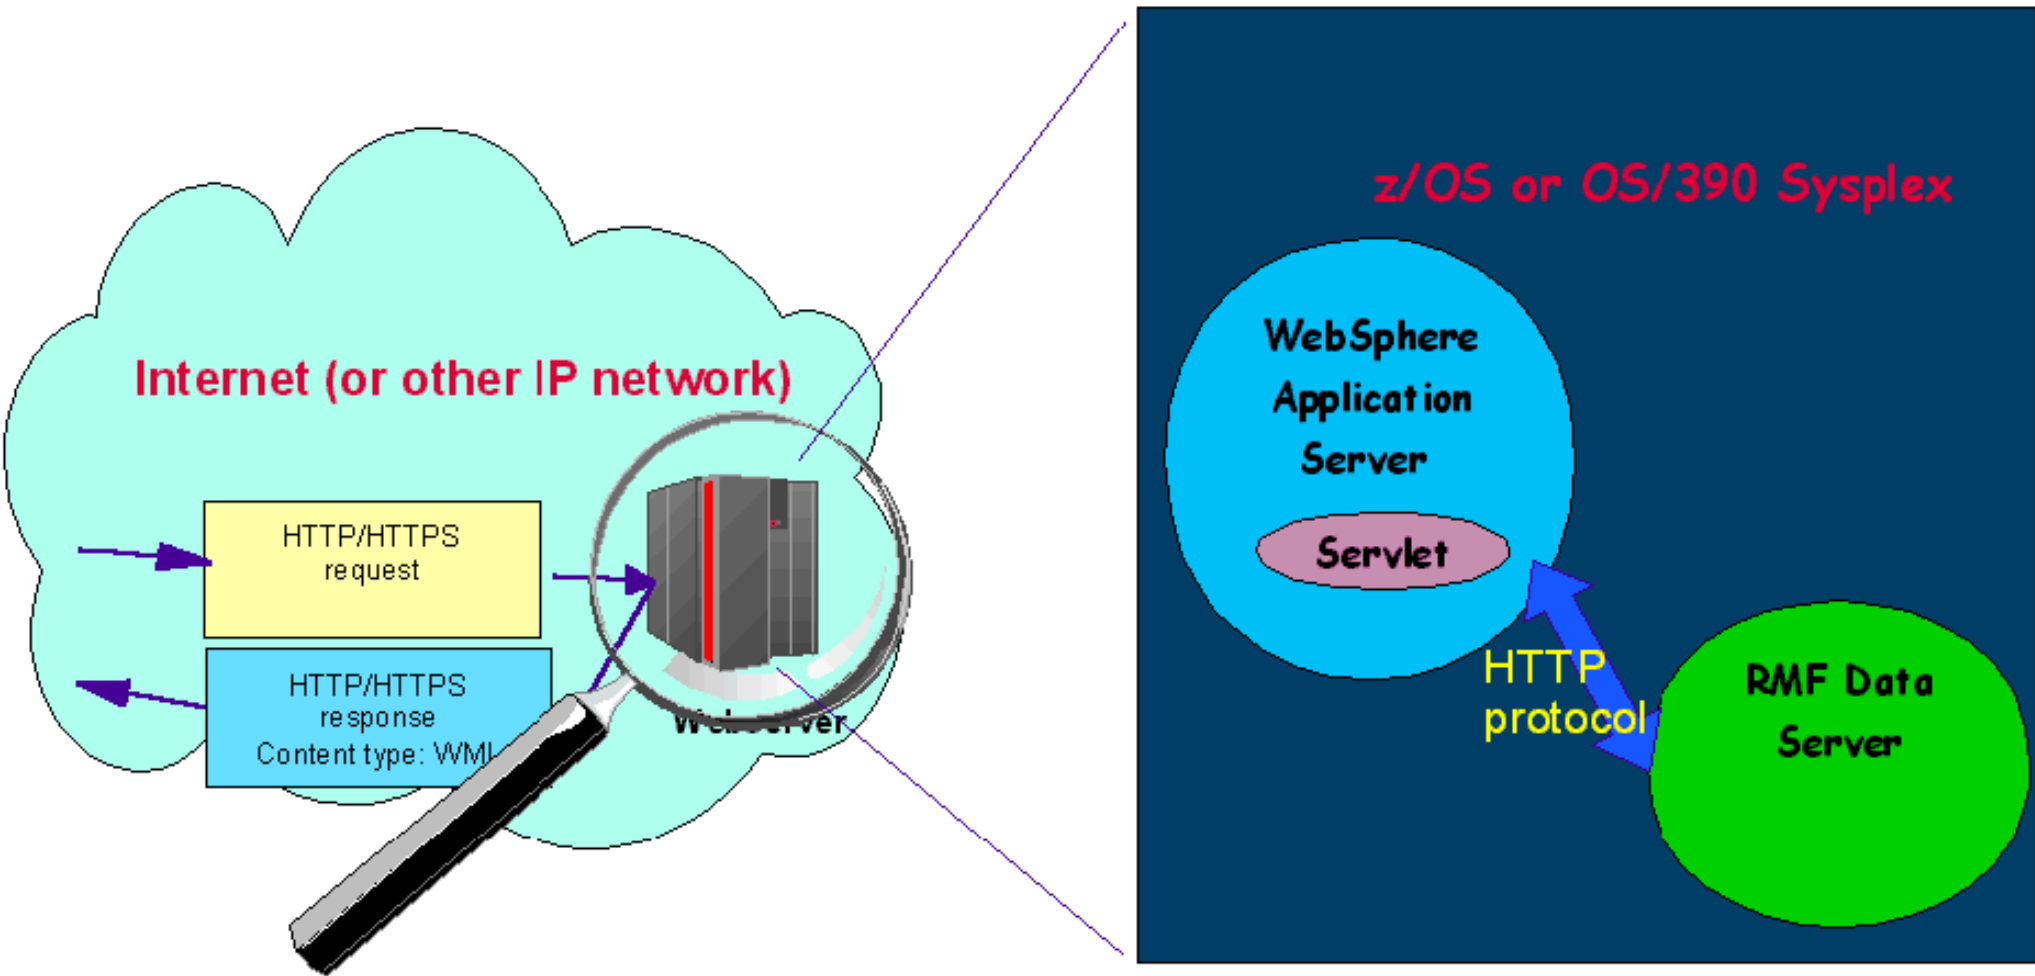 z/OS or OS/390 Sysplex
Internet (or other IP network)
HTTP/HTTPS
request
HTTP/HTTPS
response
Content type: WML
Webserver
WebSphere
Application
Server
Servlet
HTTP
protocol
RMF Data
Server